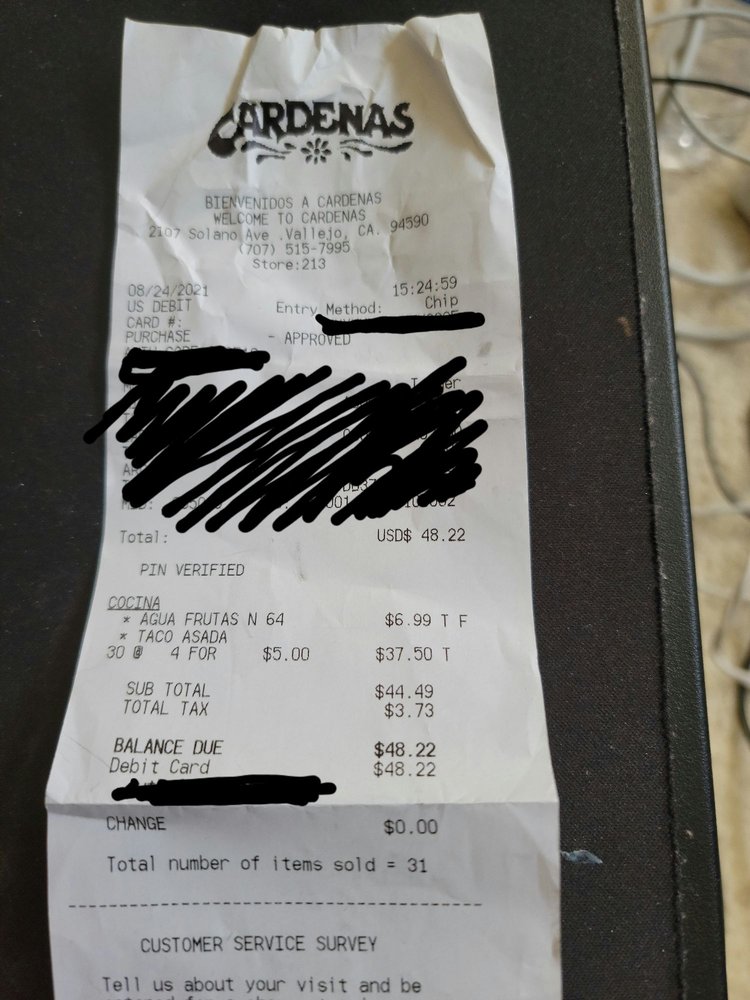 CARDENAS
BIENVENIDOS A CARDENAS
WELCOME TO CARDENAS
2107 Solano Ave .Vallejo, CA. 94590
(707) 515-7995
Store:213
08/24/2021 15:24:59
US DEBIT Entry Method: Chip
CARD #:
PURCHASE - APPROVED
Total: USD$ 48.22
PIN VERIFIED
COCINA
* AGUA FRUTAS N 64 $6.99 T F
* TACO ASADA
30 @ 4 FOR $5.00 $37.50 T
SUB TOTAL $44.49
TOTAL TAX $3.73
BALANCE DUE $48.22
Debit Card $48.22
CHANGE $0.00
Total number of items sold = 31
CUSTOMER SERVICE SURVEY
Tell us about your visit and be